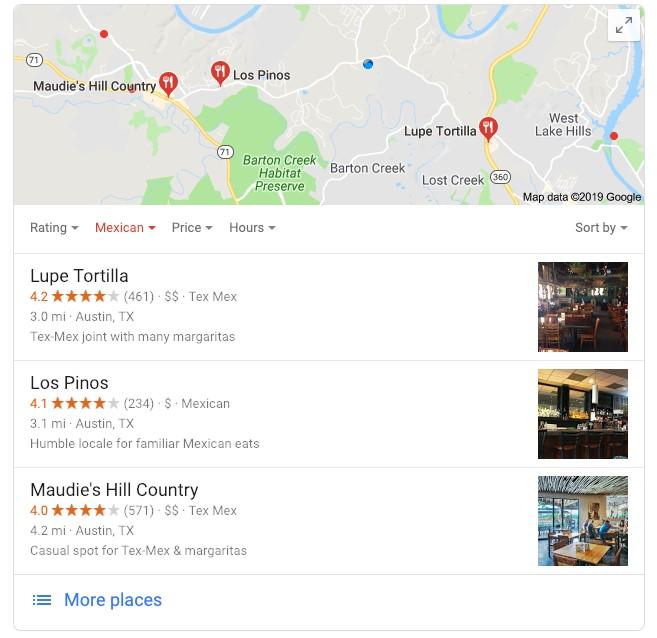 71
Maudie's Hill Country
Los Pinos
Lupe Tortilla
West
Lake Hills
71
Barton Creek
Habitat
Preserve
Barton Creek
Lost Creek
360
Map data ©2019 Google
Rating
Mexican
Price
Hours
Sort by
Lupe Tortilla
4.2 (461) · $$ · Tex Mex
3.0 mi · Austin, TX
Tex-Mex joint with many margaritas
Los Pinos
4.1 (234) · $ · Mexican
3.1 mi · Austin, TX
Humble locale for familiar Mexican eats
Maudie's Hill Country
4.0 (571) · $$ · Tex Mex
4.2 mi · Austin, TX
Casual spot for Tex-Mex & margaritas
More places